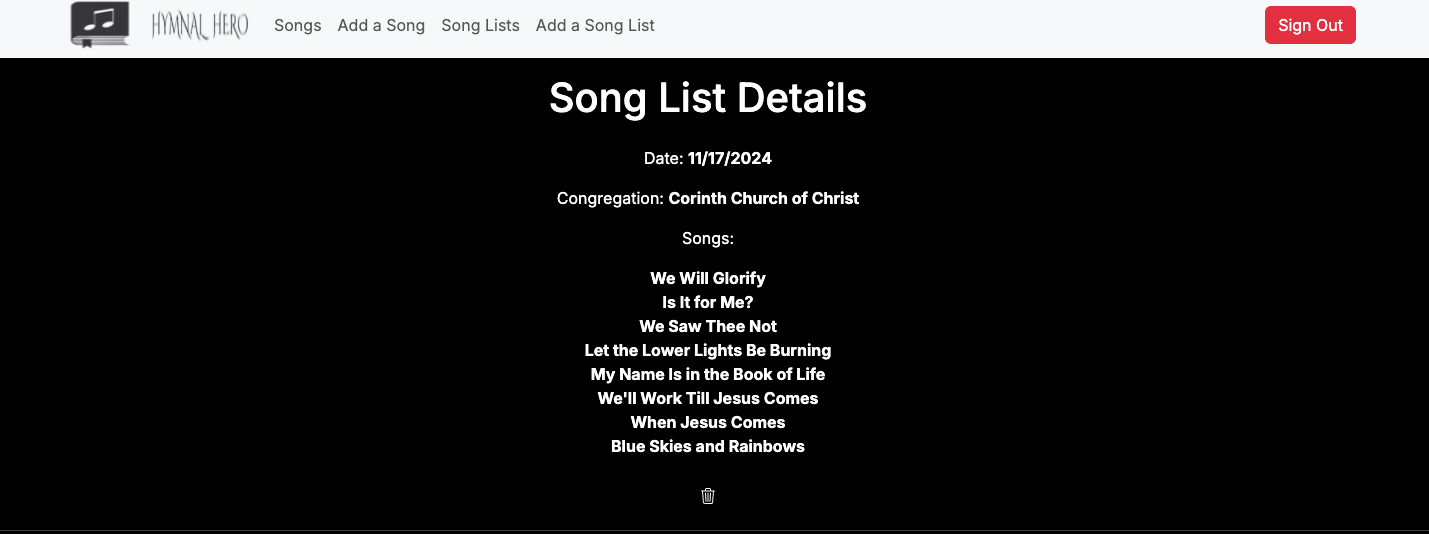 HYMNAL HERO Songs Add a Song Song Lists Add a Song List Sign Out
Song List Details
Date: 11/17/2024
Congregation: Corinth Church of Christ
Songs:
We Will Glorify
Is It for Me?
We Saw Thee Not
Let the Lower Lights Be Burning
My Name Is in the Book of Life
We'll Work Till Jesus Comes
When Jesus Comes
Blue Skies and Rainbows